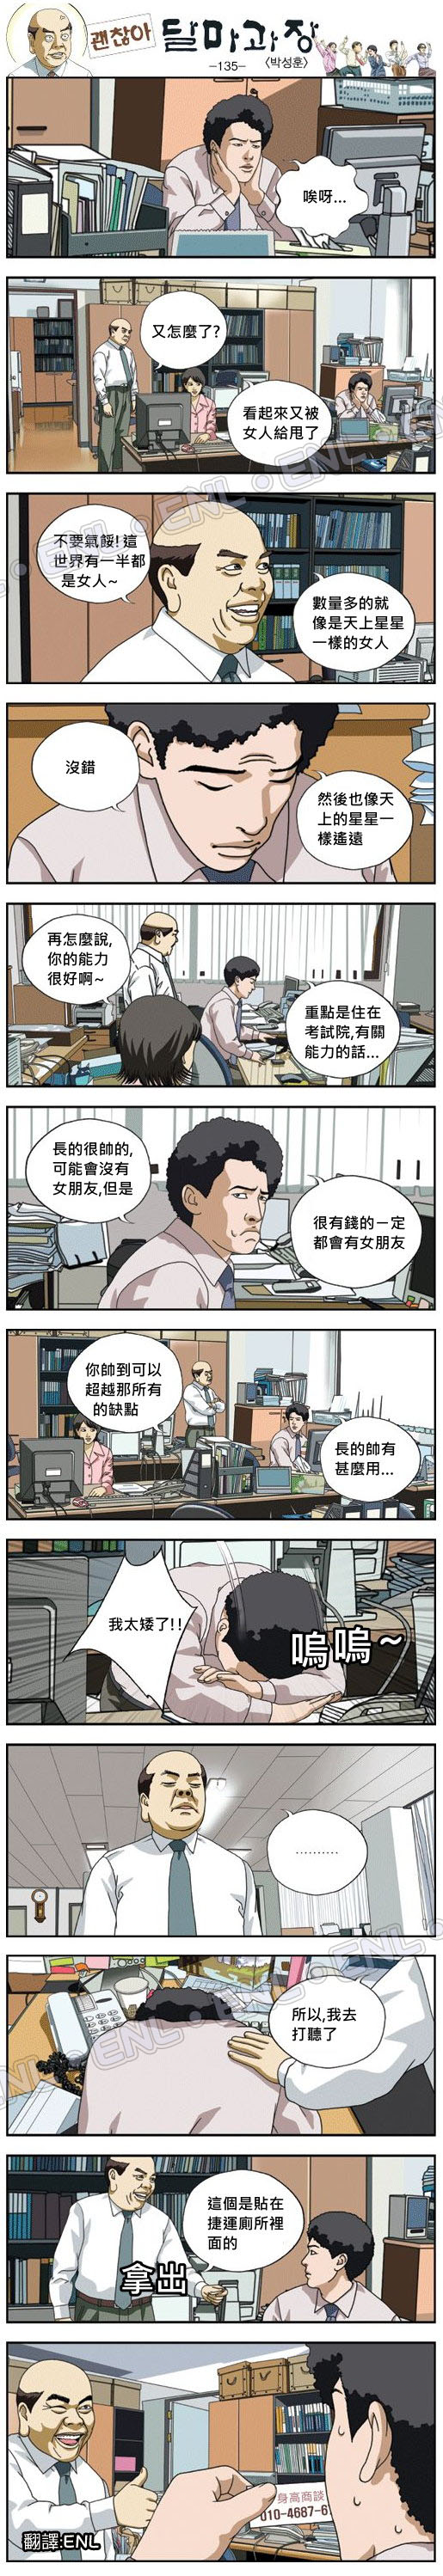 괜찮아 달마과장
-135- 〈박성훈〉
唉呀...
又怎麼了?
看起來又被
女人給甩了
不要氣餒!這
世界有一半都
是女人~
數量多的就
像是天上星星
一樣的女人
沒錯
然後也像天
上的星星一
樣遙遠
再怎麼說,
你的能力
很好啊~
重點是住在
考試院,有關
能力的話...
長的很帥的,
可能會沒有
女朋友,但是
很有錢的一定
都會有女朋友
你帥到可以
超越那所有
的缺點
長的帥有
甚麼用...
我太矮了!!
嗚嗚~
..........
所以,我去
打聽了
這個是貼在
捷運廁所裡
面的
拿出
身高商談
010-4687-6
翻譯:ENL